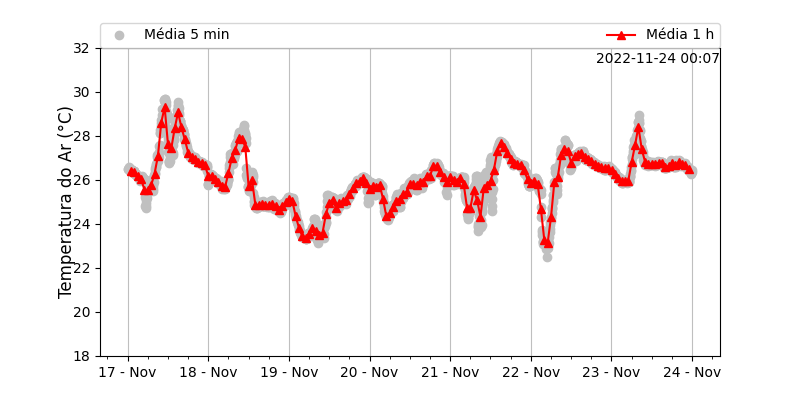 Média 5 min
Média 1 h
2022-11-24 00:07
Temperatura do Ar (°C)
32
30
28
26
24
22
20
18
17 - Nov
18 - Nov
19 - Nov
20 - Nov
21 - Nov
22 - Nov
23 - Nov
24 - Nov